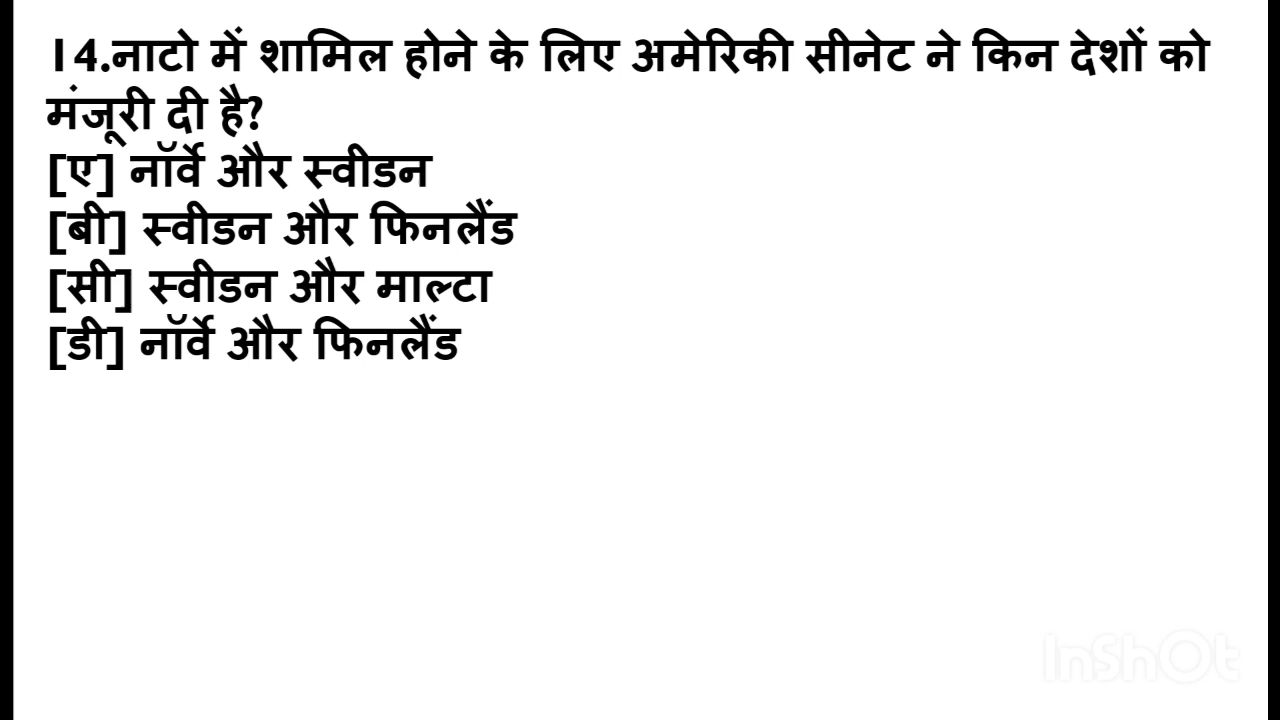 14.नाटो में शामिल होने के लिए अमेरिकी सीनेट ने किन देशों को
मंजूरी दी है?
[ए] नॉर्वे और स्वीडन
[बी] स्वीडन और फिनलैंड
[सी] स्वीडन और माल्टा
[डी] नॉर्वे और फिनलैंड
InShOt